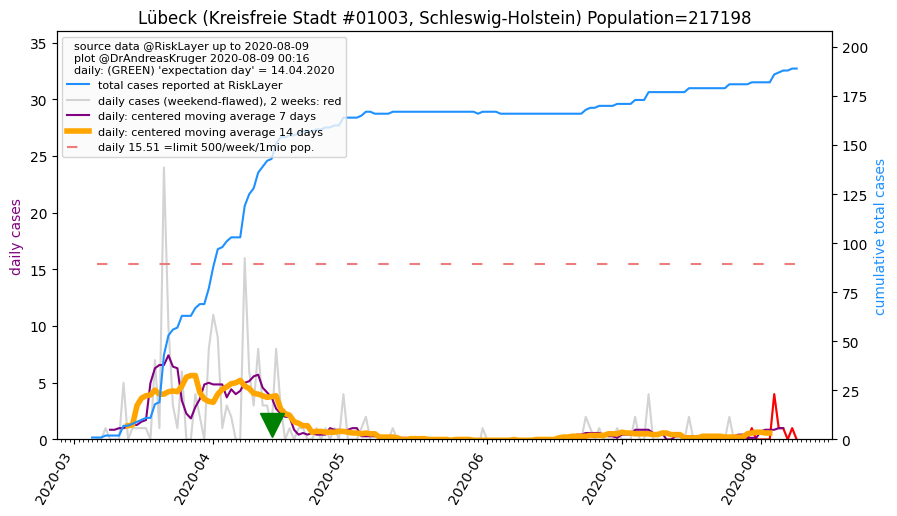 Lübeck (Kreisfreie Stadt #01003, Schleswig-Holstein) Population=217198
source data @RiskLayer up to 2020-08-09
plot @DrAndreasKruger 2020-08-09 00:16
daily: (GREEN) 'expectation day' = 14.04.2020
total cases reported at RiskLayer
daily cases (weekend-flawed), 2 weeks: red
daily: centered moving average 7 days
daily: centered moving average 14 days
daily 15.51 =limit 500/week/1mio pop.
daily cases
35
30
25
20
15
10
5
0
cumulative total cases
200
175
150
125
100
75
50
25
0
2020-03
2020-04
2020-05
2020-06
2020-07
2020-08